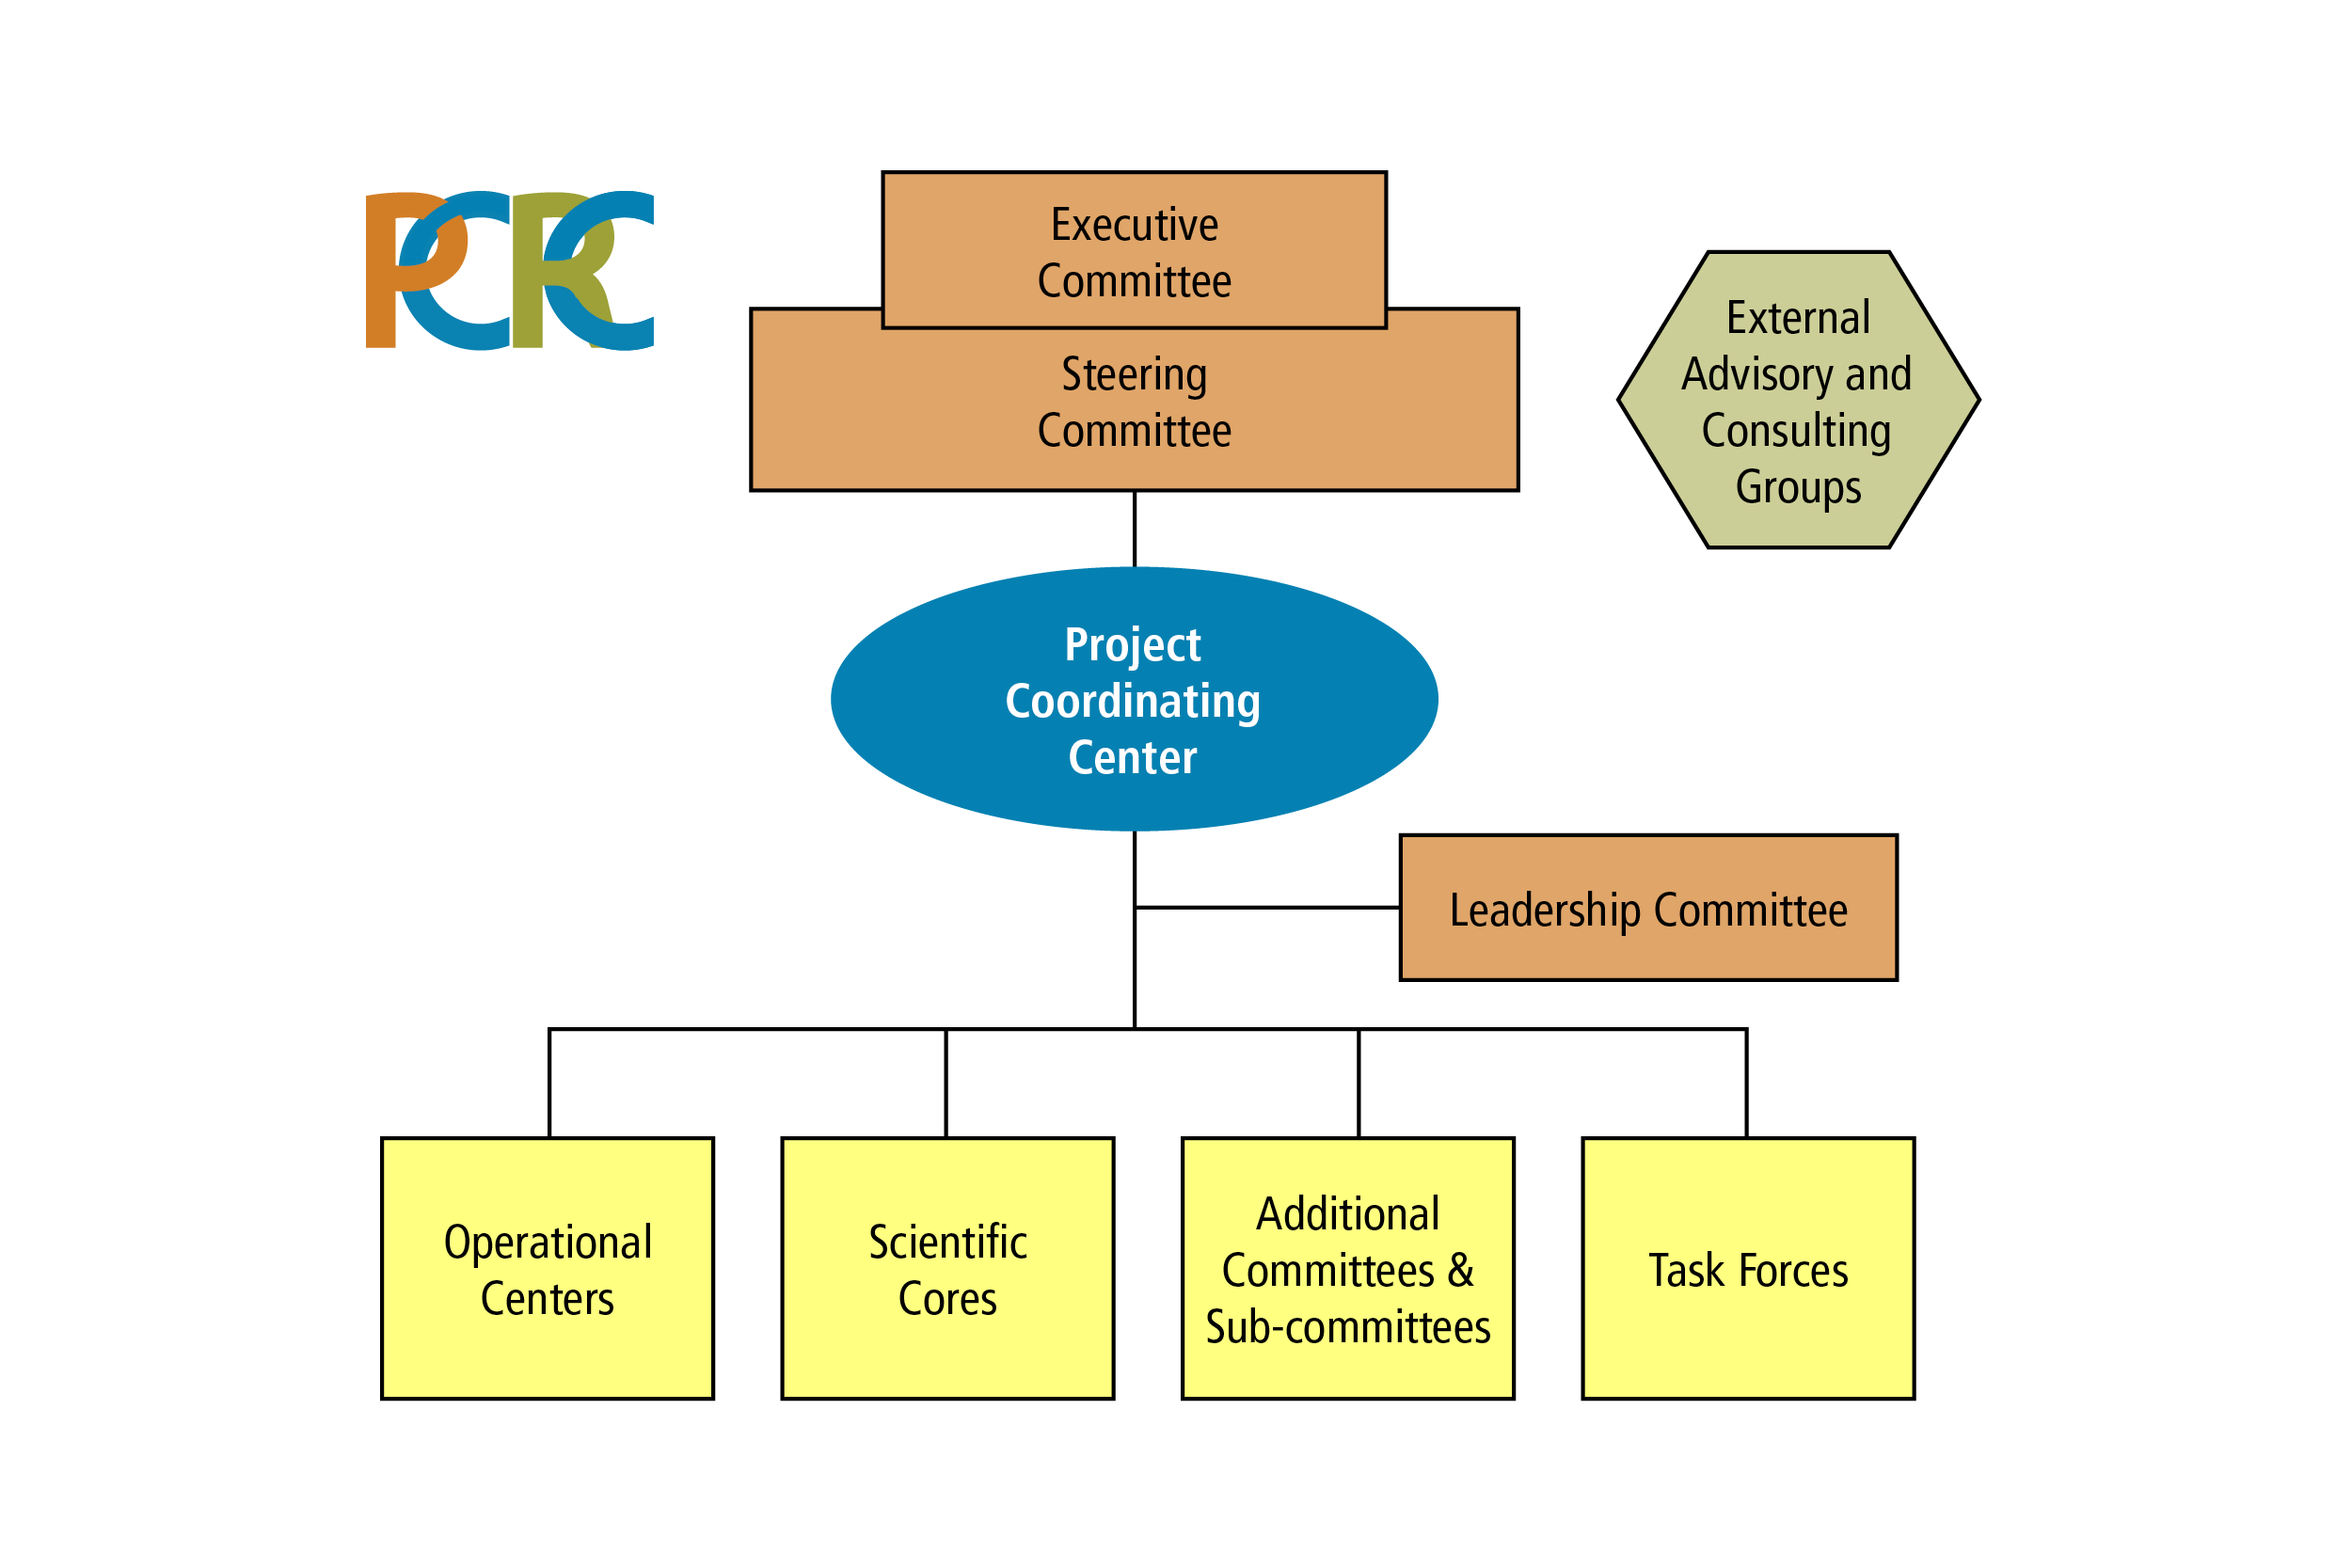 PCRC
Executive
Committee
Steering
Committee
External
Advisory and
Consulting
Groups
Project
Coordinating
Center
Leadership Committee
Operational
Centers
Scientific
Cores
Additional
Committees &
Sub-committees
Task Forces